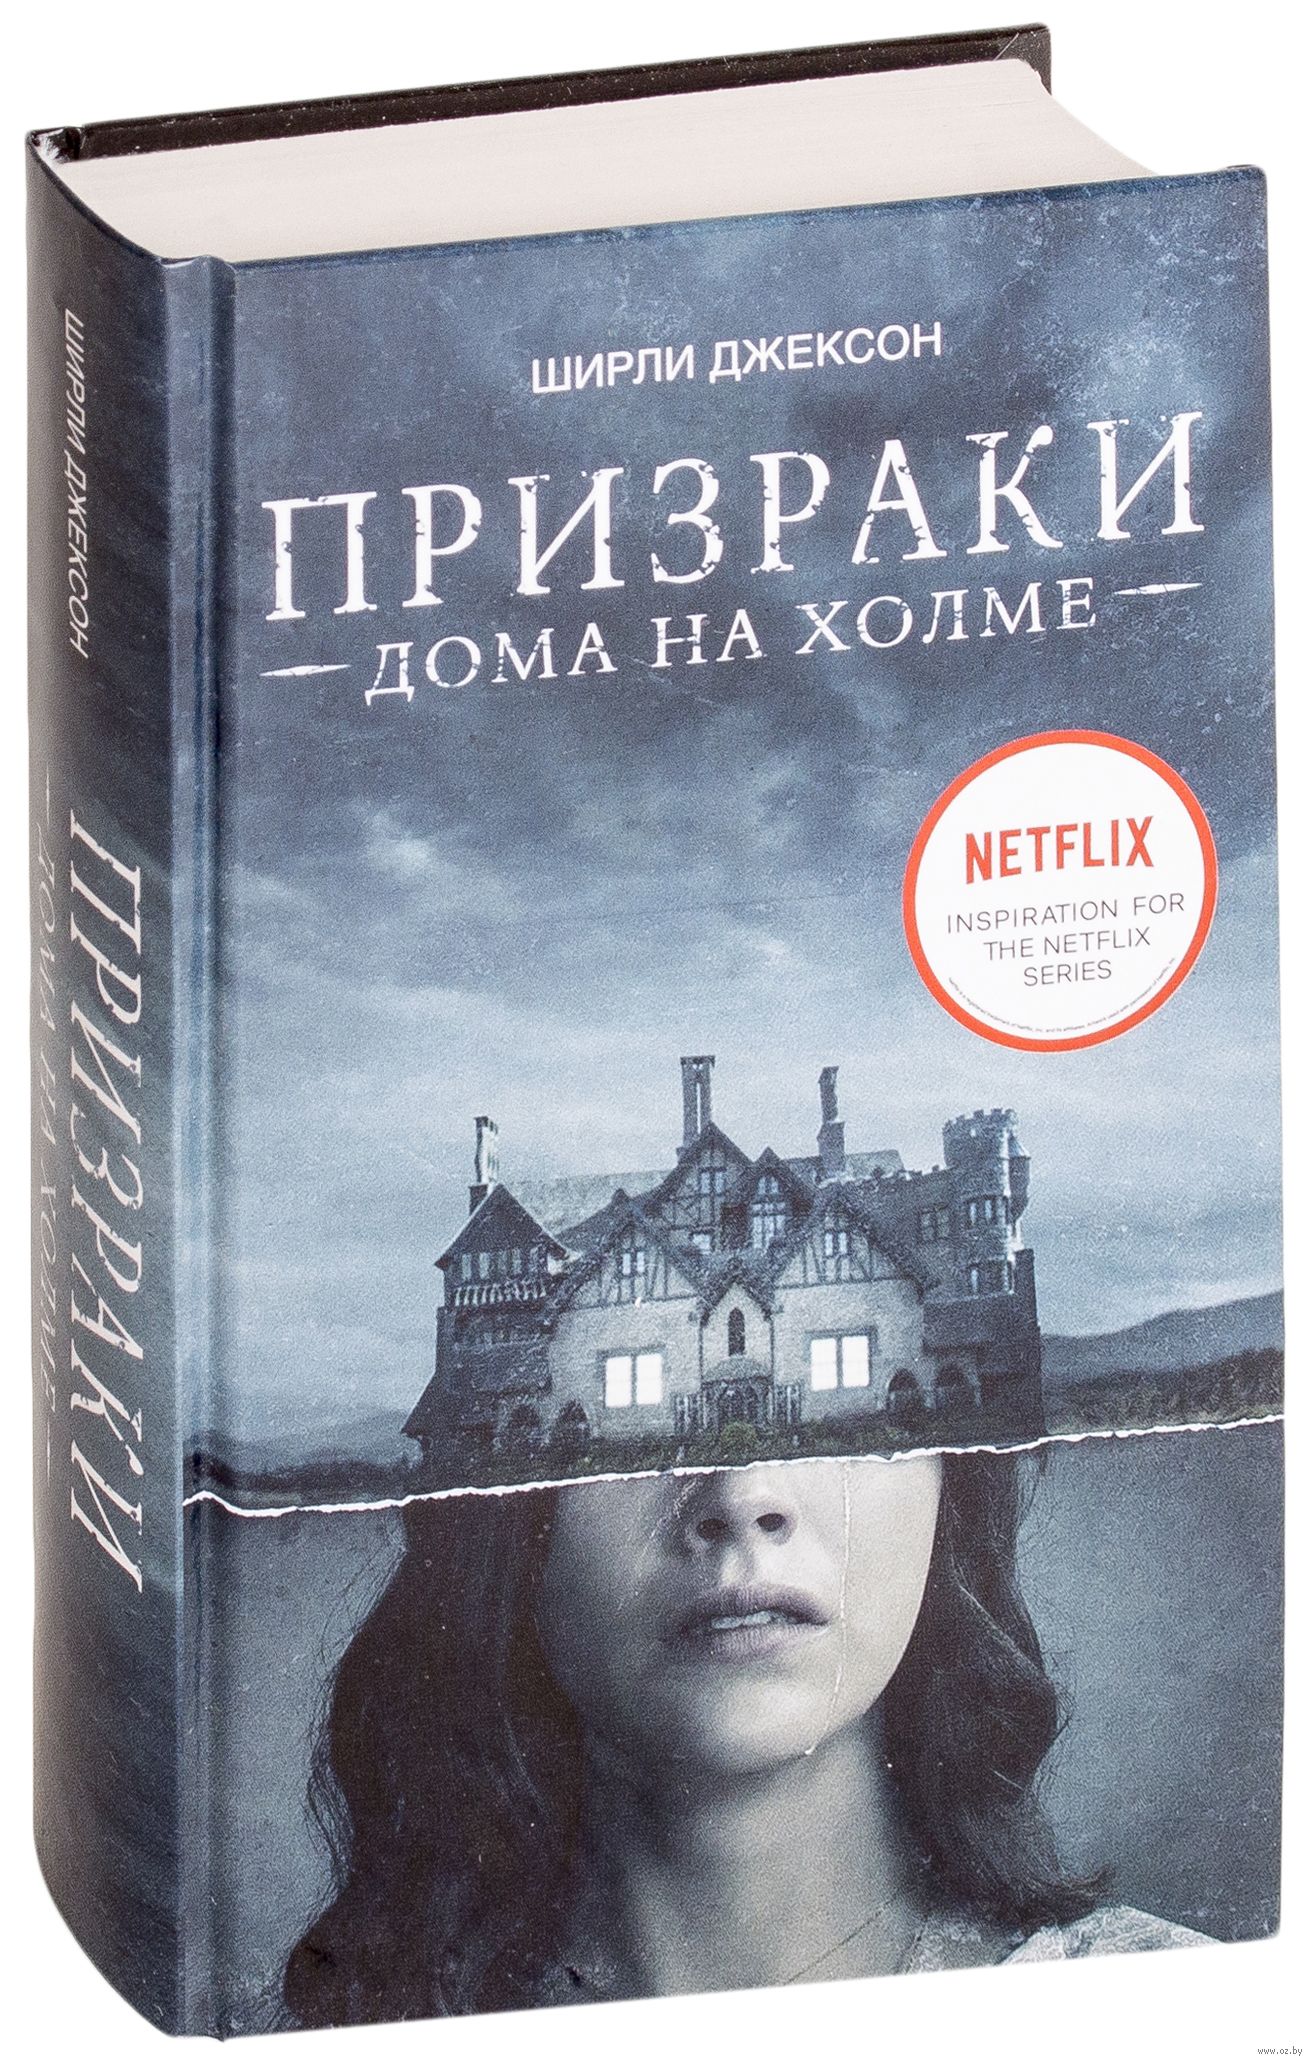 ШИРЛИ ДЖЕКСОН
ПРИЗРАКИ
ДОМА НА ХОЛМЕ
NETFLIX
INSPIRATION FOR
THE NETFLIX
SERIES
ШИРЛИ ДЖЕКСОН
ПРИЗРАКИ
ДОМА НА ХОЛМЕ
www.oz.by